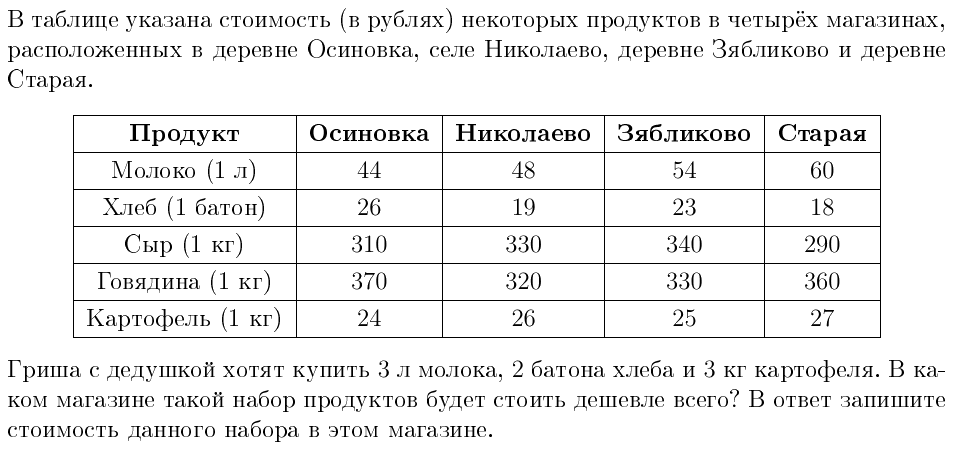 В таблице указана стоимость (в рублях) некоторых продуктов в четырёх магазинах,
расположенных в деревне Осиновка, селе Николаево, деревне Зябликово и деревне
Старая.
Продукт Осиновка Николаево Зябликово Старая
Молоко (1 л) 44 48 54 60
Хлеб (1 батон) 26 19 23 18
Сыр (1 кг) 310 330 340 290
Говядина (1 кг) 370 320 330 360
Картофель (1 кг) 24 26 25 27
Гриша с дедушкой хотят купить 3 л молока, 2 батона хлеба и 3 кг картофеля. В ка-
ком магазине такой набор продуктов будет стоить дешевле всего? В ответ запишите
стоимость данного набора в этом магазине.